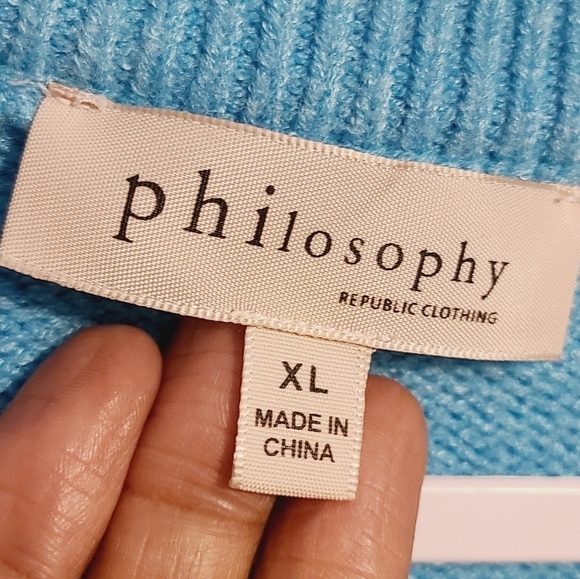 philosophy
REPUBLIC CLOTHING
XL
MADE IN
CHINA